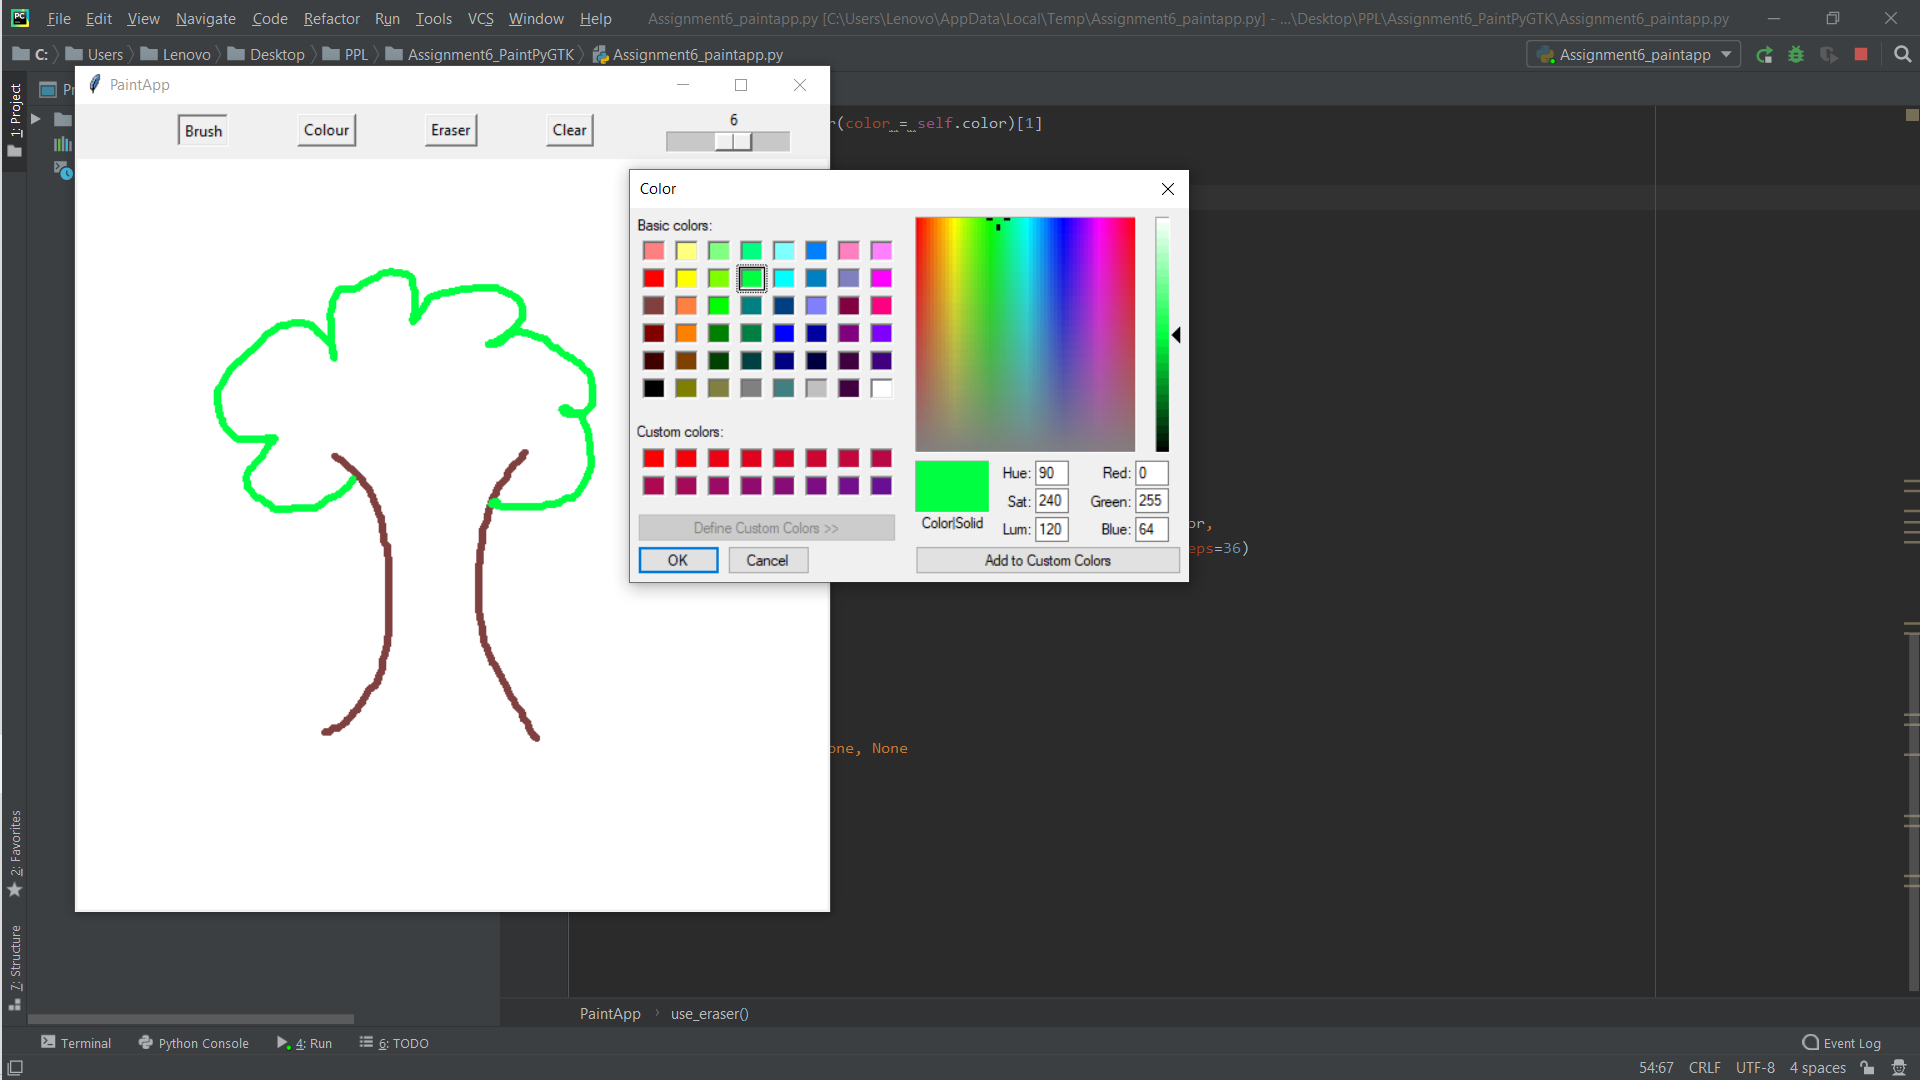 PC File Edit View Navigate Code Refactor Run Tools VCS Window Help Assignment6_paintapp.py [C:\Users\Lenovo\AppData\Local\Temp\Assignment6_paintapp.py] - ...\Desktop\PPL\Assignment6_PaintPyGTK\Assignment6_paintapp.py
C: Users Lenovo Desktop PPL Assignment6_PaintPyGTK Assignment6_paintapp.py Assignment6_paintapp
1: Project
PaintApp
Brush Colour Eraser Clear 6
r(color = self.color)[1]
Color
Basic colors:
Custom colors:
Hue: 90 Red: 0
Sat: 240 Green: 255
Color|Solid
Lum: 120 Blue: 64
Define Custom Colors >>
OK Cancel Add to Custom Colors
or,
eps=36)
one, None
2: Favorites
7: Structure
PaintApp › use_eraser()
Terminal Python Console 4: Run 6: TODO Event Log
54:67 CRLF UTF-8 4 spaces